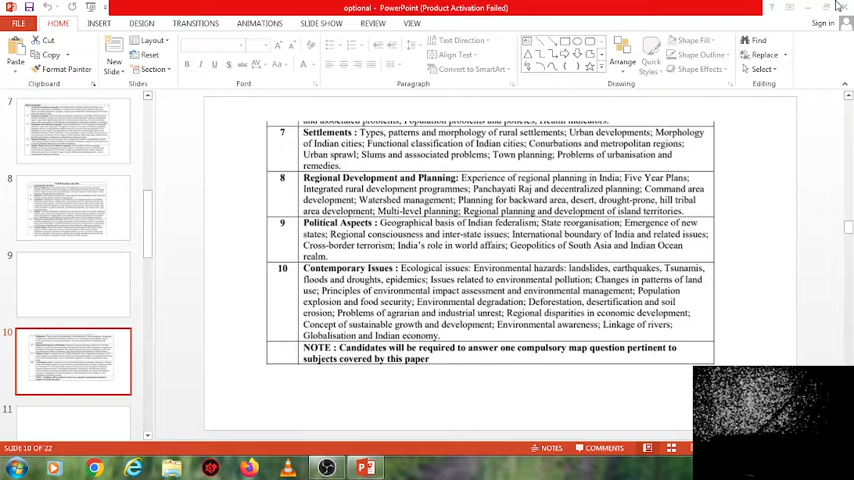 optional - PowerPoint (Product Activation Failed)
FILE HOME INSERT DESIGN TRANSITIONS ANIMATIONS SLIDE SHOW REVIEW VIEW Sign in
Paste Cut Copy Format Painter
Clipboard
New Slide Layout Reset Section
Slides
Font
Text Direction Align Text Convert to SmartArt
Paragraph
Arrange Quick Styles Shape Fill Shape Outline Shape Effects
Drawing
Find Replace Select
Editing
7
8
9
10
11
and associated problems; Population problems and policies; Health indicators.
7 Settlements : Types, patterns and morphology of rural settlements; Urban developments; Morphology
of Indian cities; Functional classification of Indian cities; Conurbations and metropolitan regions;
Urban sprawl; Slums and asssociated problems; Town planning; Problems of urbanisation and
remedies.
8 Regional Development and Planning: Experience of regional planning in India; Five Year Plans;
Integrated rural development programmes; Panchayati Raj and decentralized planning; Command area
development; Watershed management; Planning for backward area, desert, drought-prone, hill tribal
area development; Multi-level planning; Regional planning and development of island territories.
9 Political Aspects : Geographical basis of Indian federalism; State reorganisation; Emergence of new
states; Regional consciousness and inter-state issues; International boundary of India and related issues;
Cross-border terrorism; India's role in world affairs; Geopolitics of South Asia and Indian Ocean
realm.
10 Contemporary Issues : Ecological issues: Environmental hazards: landslides, earthquakes, Tsunamis,
floods and droughts, epidemics; Issues related to environmental pollution; Changes in patterns of land
use; Principles of environmental impact assessment and environmental management; Population
explosion and food security; Environmental degradation; Deforestation, desertification and soil
erosion; Problems of agrarian and industrial unrest; Regional disparities in economic development;
Concept of sustainable growth and development; Environmental awareness; Linkage of rivers;
Globalisation and Indian economy.
NOTE : Candidates will be required to answer one compulsory map question pertinent to
subjects covered by this paper
SLIDE 10 OF 22 NOTES COMMENTS